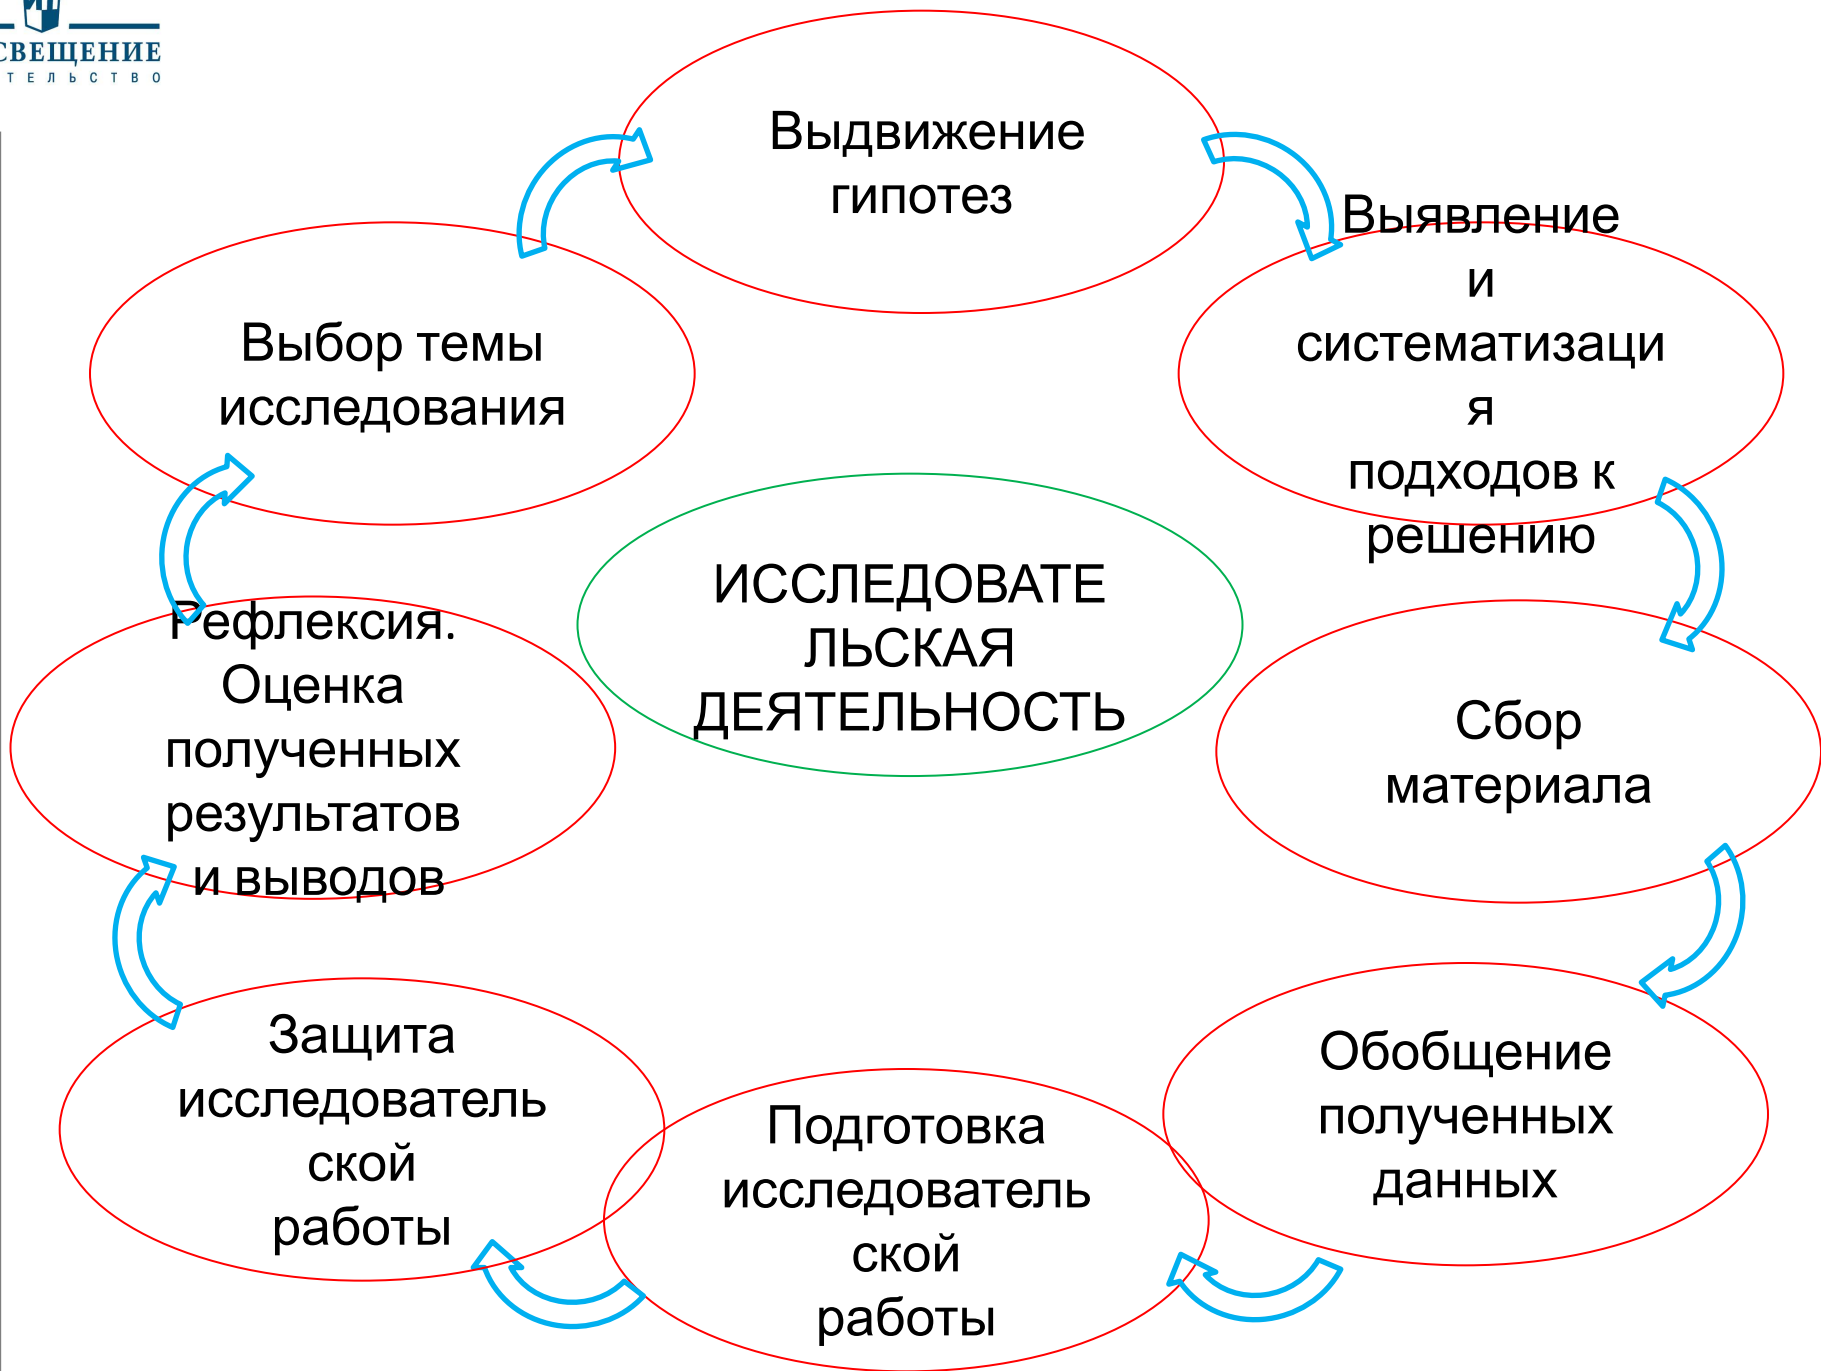 СВЕЩЕНИЕ
ТЕЛЬСТВО
Выдвижение
гипотез
Выявление
и
систематизаци
я
подходов к
решению
Выбор темы
исследования
ИССЛЕДОВАТЕ
ЛЬСКАЯ
ДЕЯТЕЛЬНОСТЬ
Рефлексия.
Оценка
полученных
результатов
и выводов
Сбор
материала
Защита
исследователь
ской
работы
Подготовка
исследователь
ской
работы
Обобщение
полученных
данных